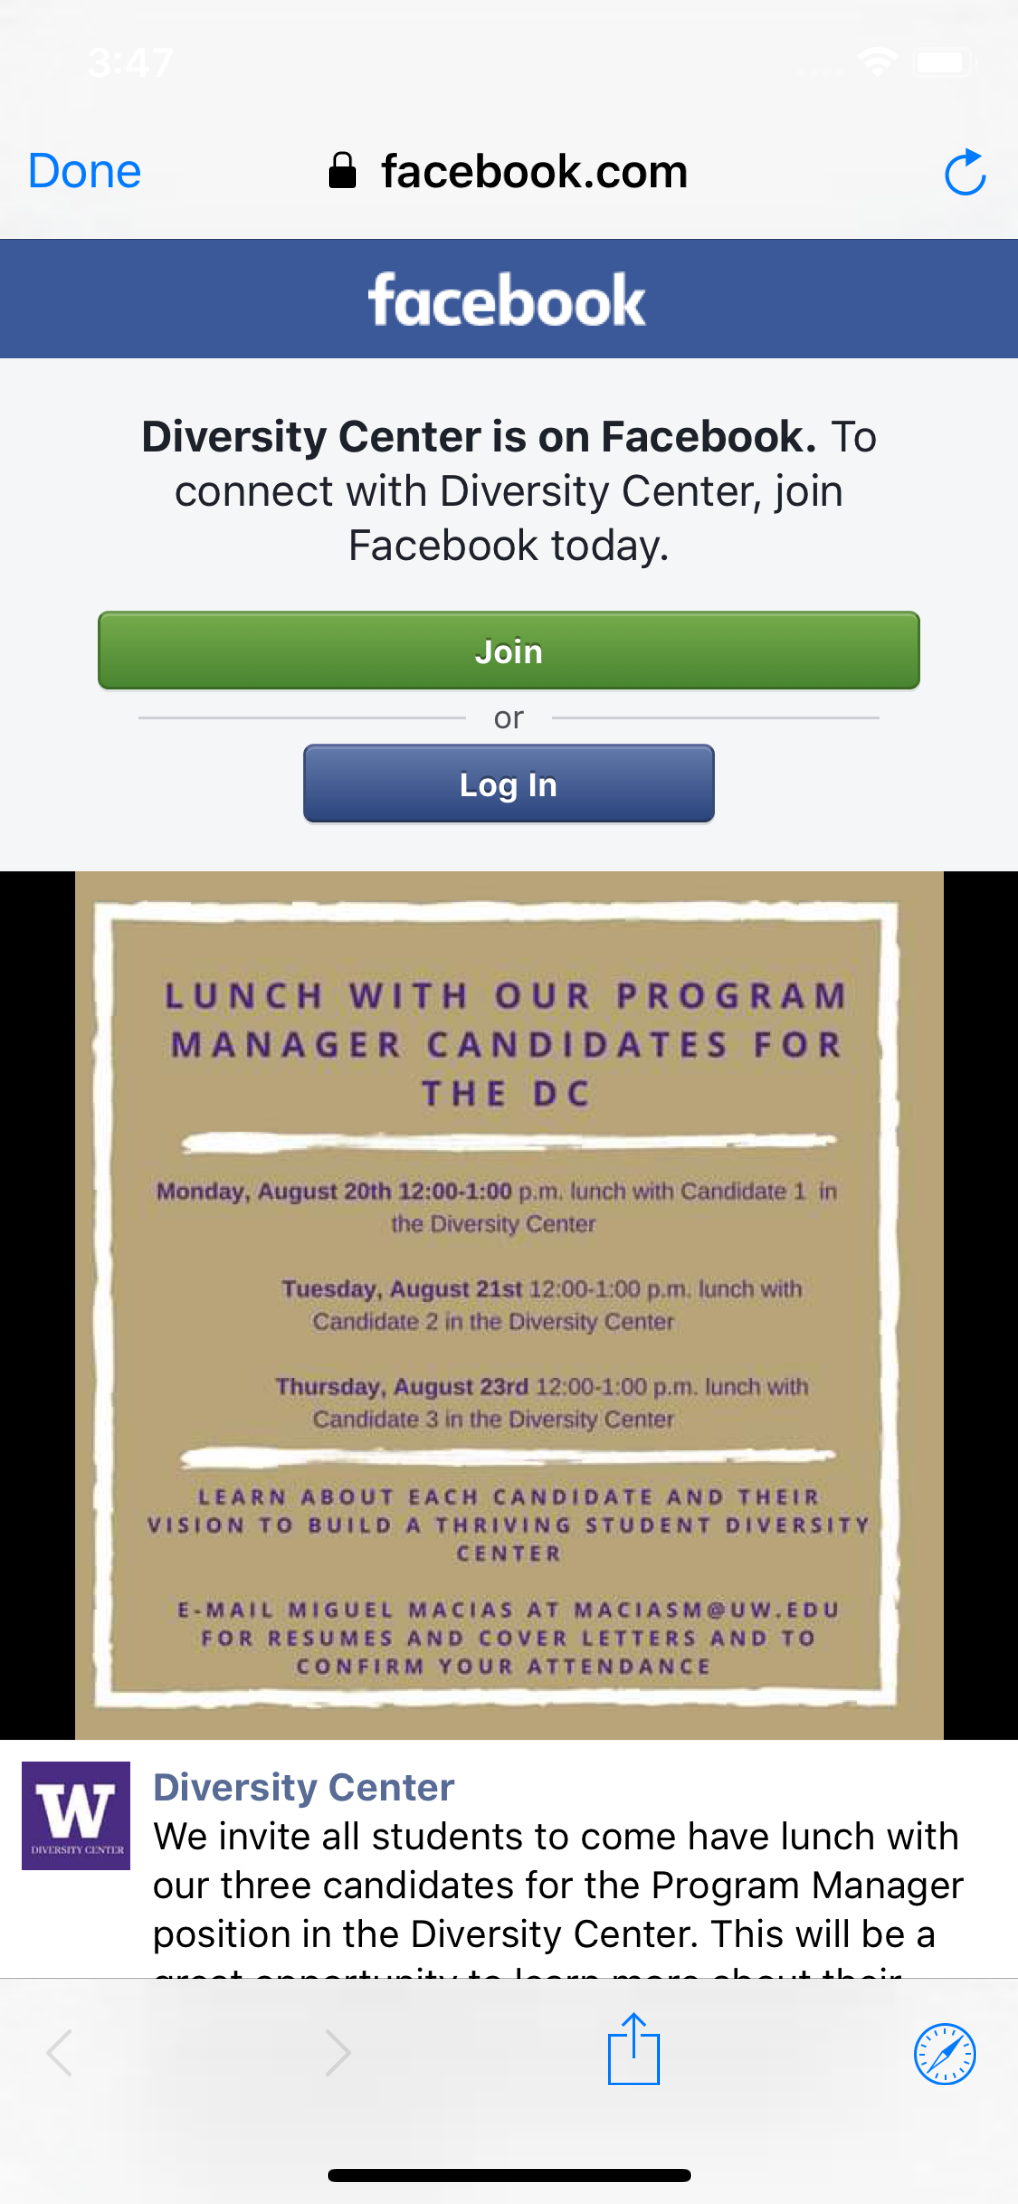 3:47
Done facebook.com
facebook
Diversity Center is on Facebook. To
connect with Diversity Center, join
Facebook today.
Join
or
Log In
LUNCH WITH OUR PROGRAM
MANAGER CANDIDATES FOR
THE DC
Monday, August 20th 12:00-1:00 p.m. lunch with Candidate 1 in
the Diversity Center
Tuesday, August 21st 12:00-1:00 p.m. lunch with
Candidate 2 in the Diversity Center
Thursday, August 23rd 12:00-1:00 p.m. lunch with
Candidate 3 in the Diversity Center
LEARN ABOUT EACH CANDIDATE AND THEIR
VISION TO BUILD A THRIVING STUDENT DIVERSITY
CENTER
E-MAIL MIGUEL MACIAS AT MACIASM@UW.EDU
FOR RESUMES AND COVER LETTERS AND TO
CONFIRM YOUR ATTENDANCE
W
DIVERSITY CENTER
Diversity Center
We invite all students to come have lunch with
our three candidates for the Program Manager
position in the Diversity Center. This will be a
great opportunity to learn more about their